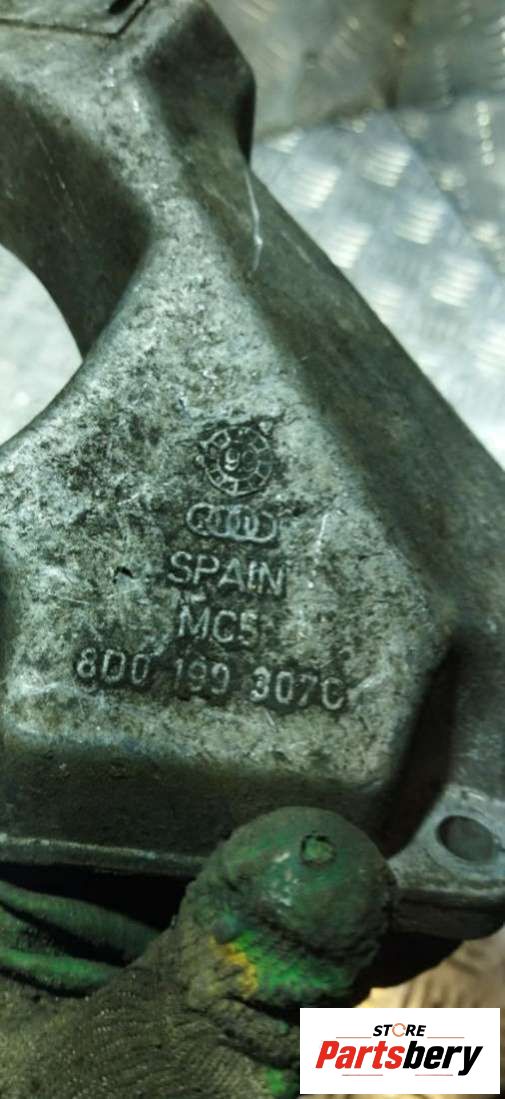 SPAIN
MC5
8D0 199 307C
STORE
Partsbery